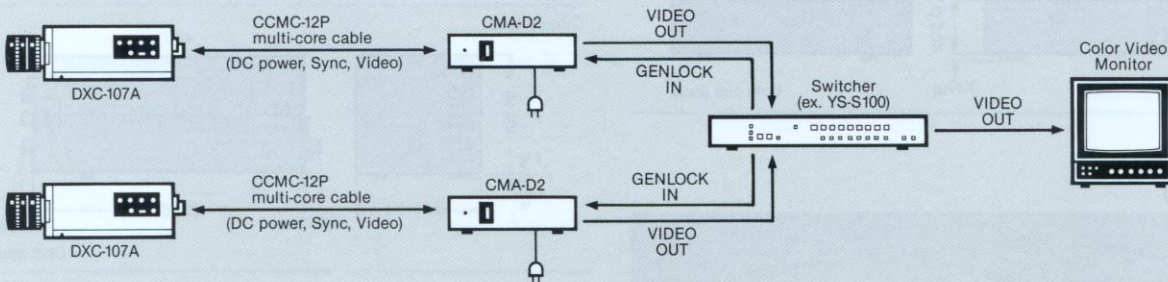 CCMC-12P
multi-core cable
(DC power, Sync, Video)
DXC-107A
CMA-D2
VIDEO
OUT
GENLOCK
IN
Switcher
(ex. YS-S100)
VIDEO
OUT
Color Video
Monitor
CCMC-12P
multi-core cable
(DC power, Sync, Video)
DXC-107A
CMA-D2
GENLOCK
IN
VIDEO
OUT